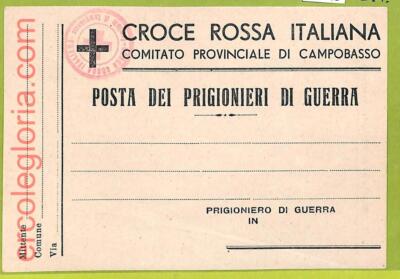 CROCE ROSSA ITALIANA
COMITATO PROVINCIALE DI CAMPOBASSO
POSTA DEI PRIGIONIERI DI GUERRA
PRIGIONIERO DI GUERRA
IN
Mittente
Comune
Via
ercolegloria.com